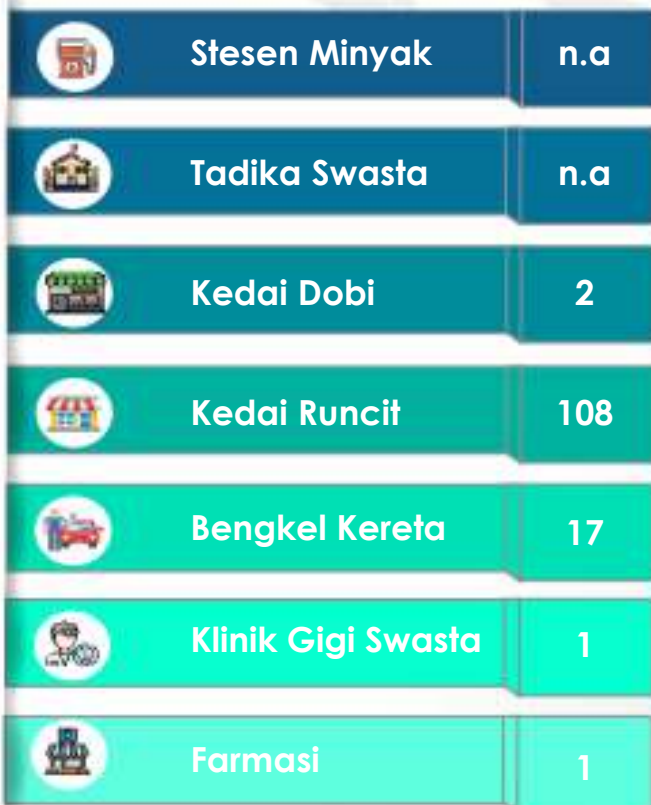 Stesen Minyak n.a
Tadika Swasta n.a
Kedai Dobi 2
Kedai Runcit 108
Bengkel Kereta 17
Klinik Gigi Swasta 1
Farmasi 1